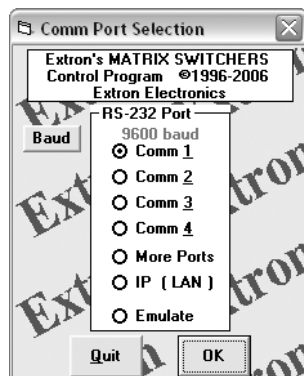 Comm Port Selection
Extron's MATRIX SWITCHERS
Control Program ©1996-2006
Extron Electronics
RS-232 Port
Baud
9600 baud
Comm 1
Comm 2
Comm 3
Comm 4
More Ports
IP ( LAN )
Emulate
Quit
OK